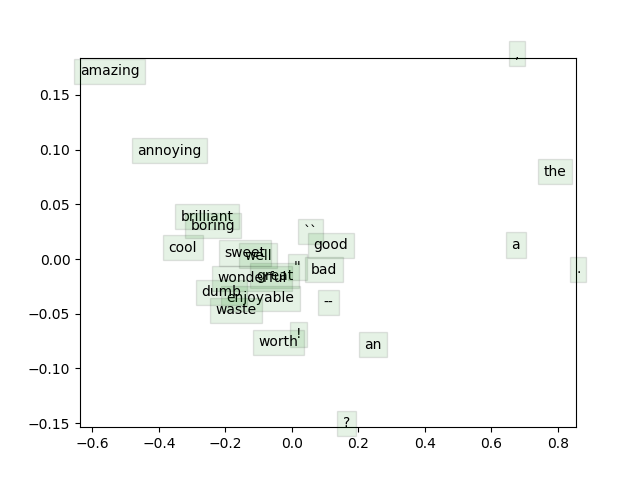 ,
amazing
0.15
annoying
0.10
the
0.05
brilliant
boring
``
cool
sweet
well
good
a
0.00
"
bad
.
great
wonderful
dumb
enjoyable
--
waste
−0.05
!
worth
an
−0.10
?
−0.15
−0.6 −0.4 −0.2 0.0 0.2 0.4 0.6 0.8